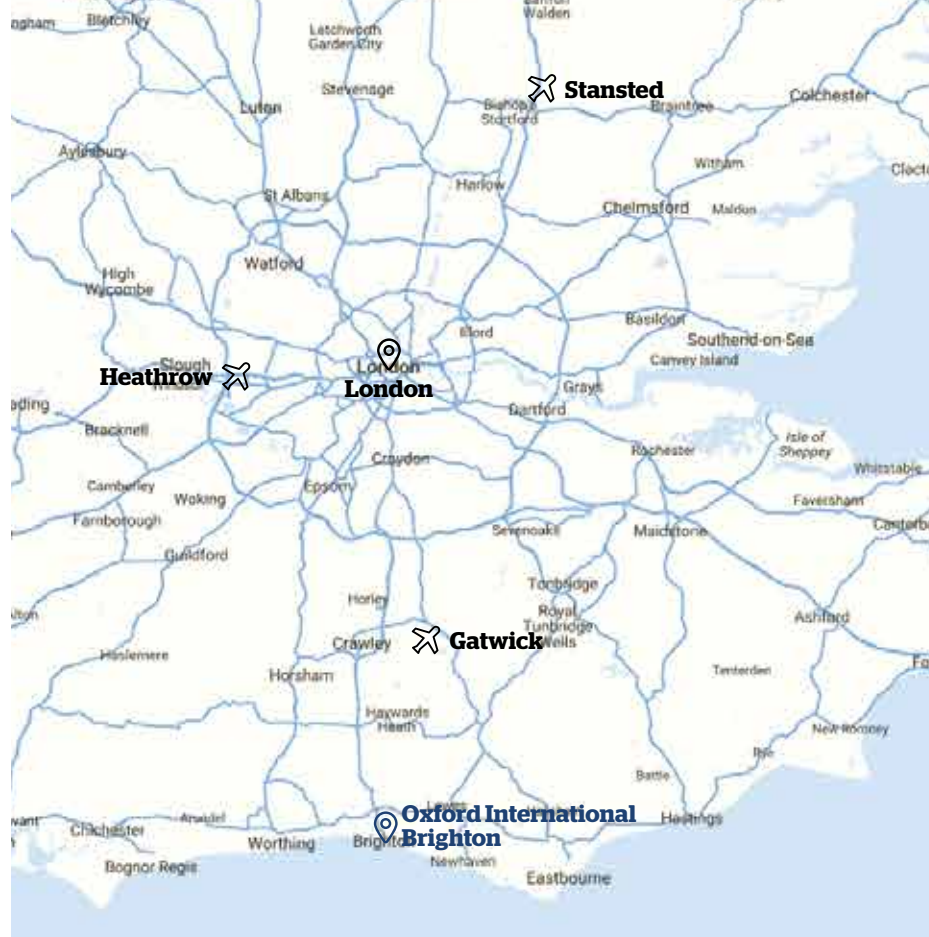 Bletchley
Walden
Letchworth
Garden City
Stansted
Stevenage
Colchester
Luton
Bishop's
Stortford
Braintree
Aylesbury
Witham
Harlow
St Albans
Chelmsford
Maldon
Watford
High
Wycombe
Basildon
Ilford
Southend-on-Sea
Canvey Island
Slough
London
Heathrow
London
Grays
Dartford
Bracknell
Isle of
Sheppey
Rochester
Croydon
Whitstable
Camberley
Epsom
Woking
Faversham
Farnborough
Sevenoaks
Maidstone
Guildford
Tonbridge
Horley
Royal
Tunbridge
Wells
Ashford
Crawley
Gatwick
Haslemere
Tenterden
Horsham
Haywards
Heath
New Romney
Rye
Battle
Lewes
Oxford International
Brighton
Arundel
Hastings
Chichester
Worthing
Brighton
Newhaven
Bognor Regis
Eastbourne